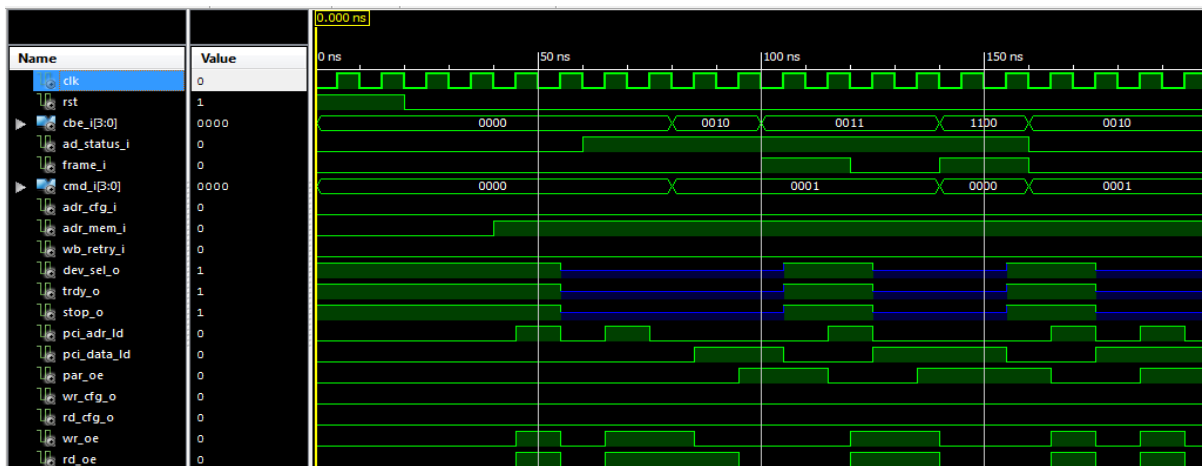 0.000 ns
Name Value 0 ns 50 ns 100 ns 150 ns
clk 0
rst 1
cbe_i[3:0] 0000 0000 0010 0011 1100 0010
ad_status_i 0
frame_i 0
cmd_i[3:0] 0000 0000 0001 0000 0001
adr_cfg_i 0
adr_mem_i 0
wb_retry_i 0
dev_sel_o 1
trdy_o 1
stop_o 1
pci_adr_ld 0
pci_data_ld 0
par_oe 0
wr_cfg_o 0
rd_cfg_o 0
wr_oe 0
rd_oe 0